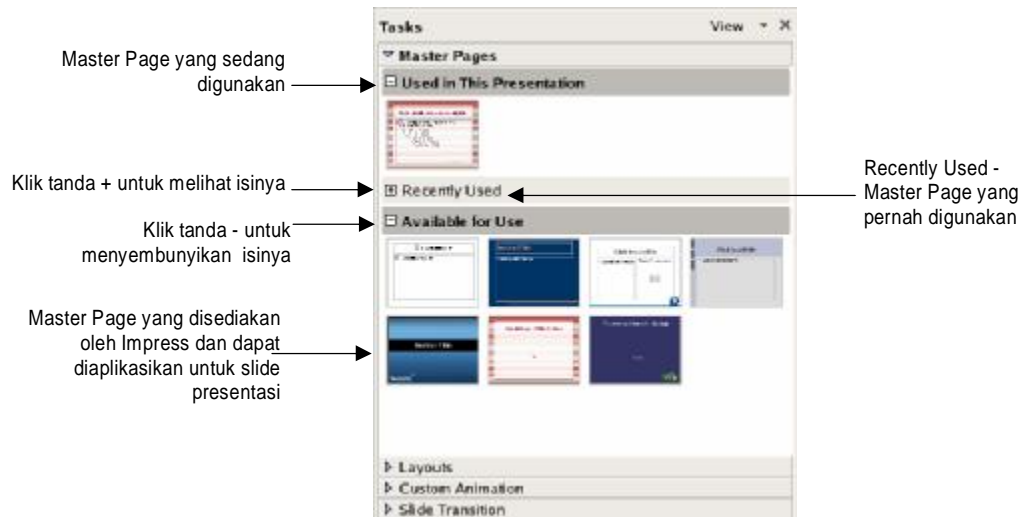 Tasks
View
Master Pages
Used in This Presentation
Recently Used
Available for Use
Layouts
Custom Animation
Slide Transition
Master Page yang sedang
digunakan
Klik tanda + untuk melihat isinya
Klik tanda - untuk
menyembunyikan isinya
Master Page yang disediakan
oleh Impress dan dapat
diaplikasikan untuk slide
presentasi
Recently Used -
Master Page yang
pernah digunakan